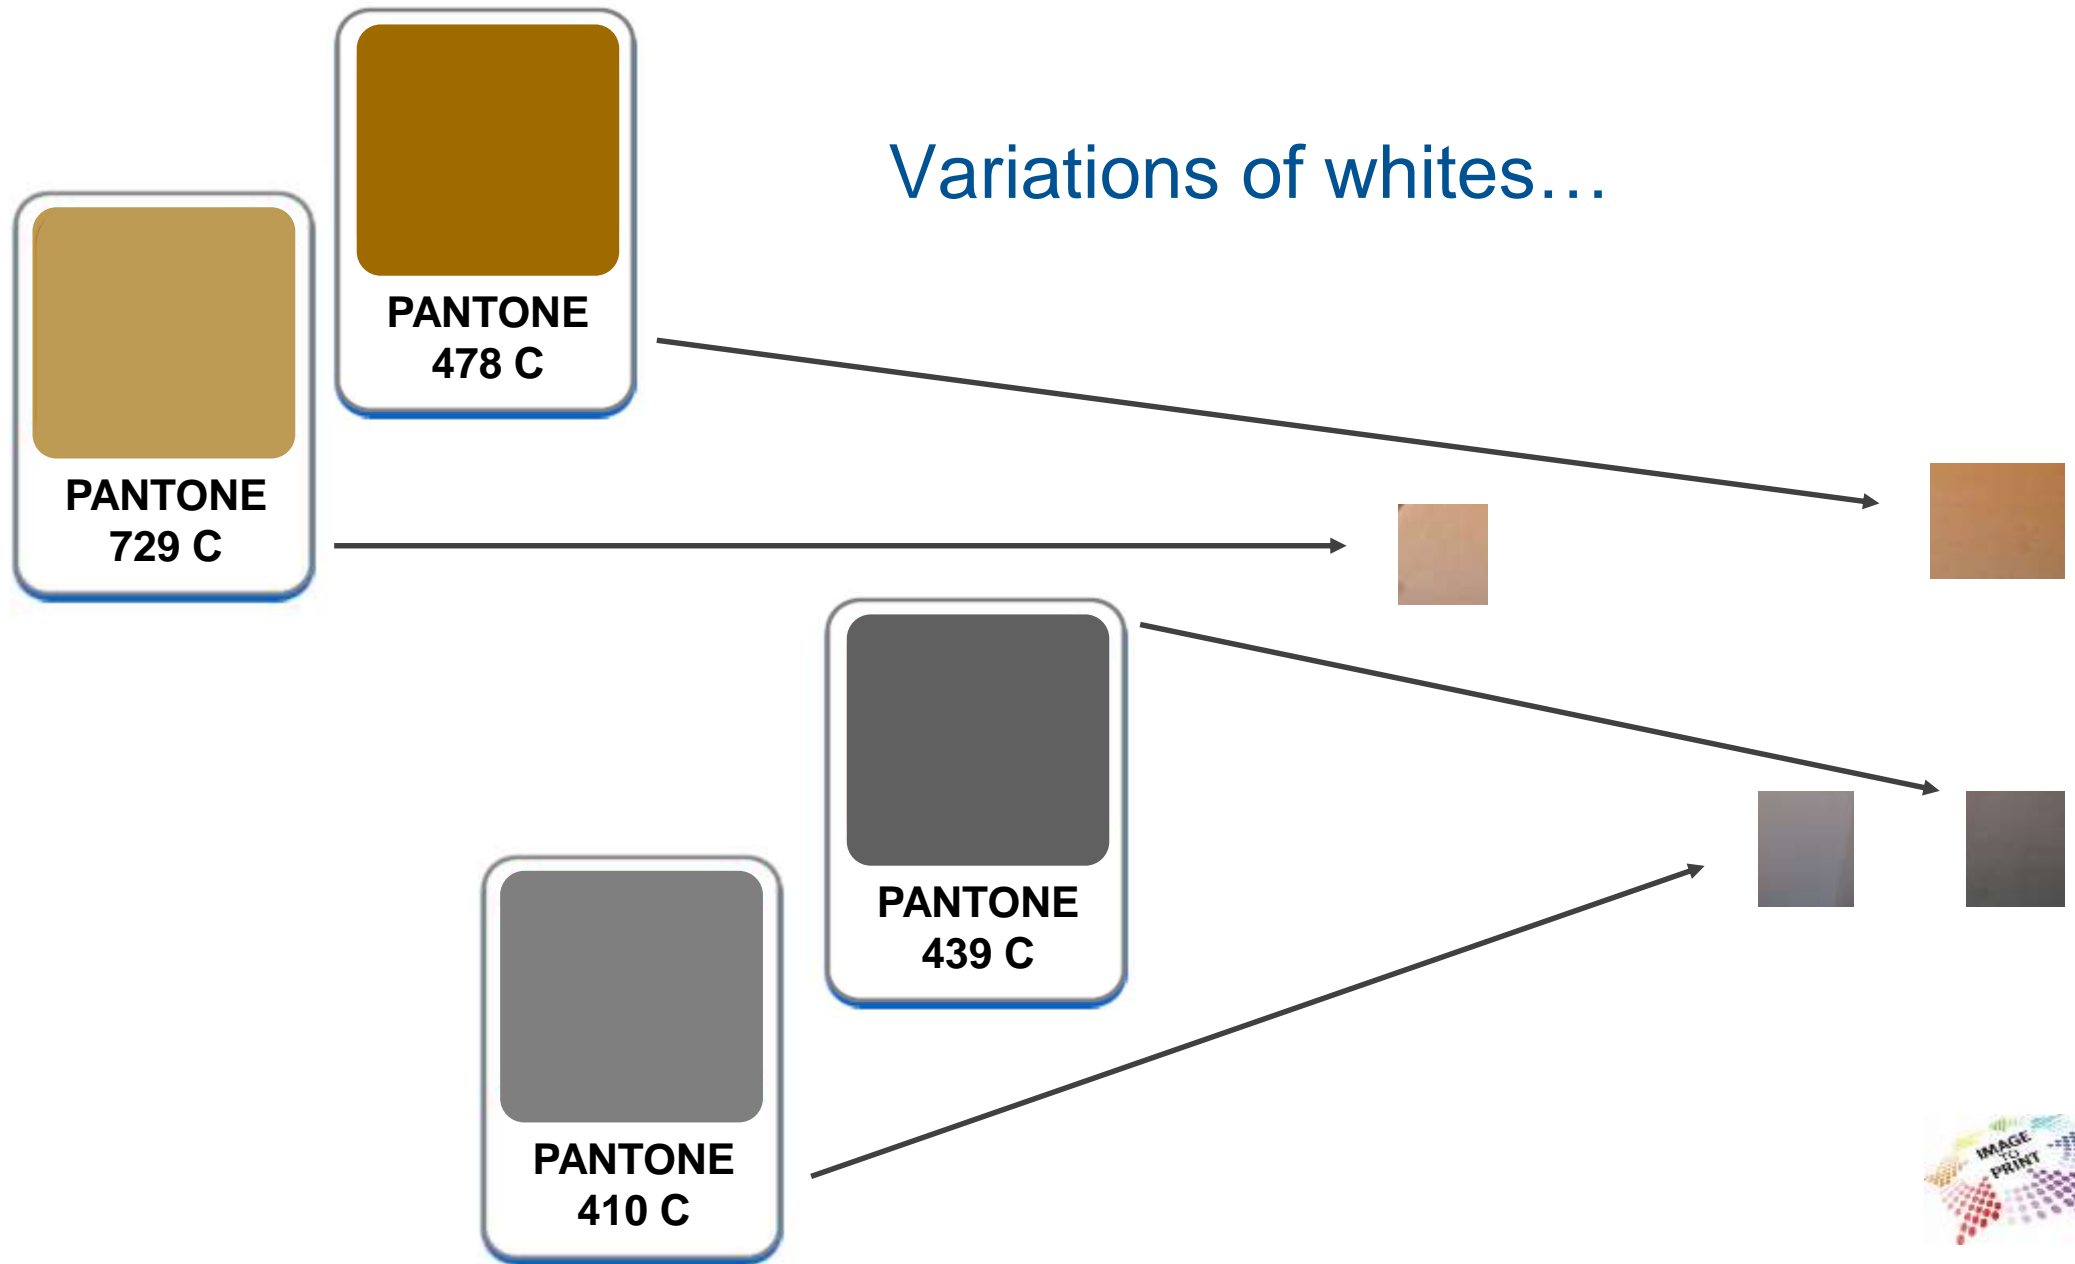 Variations of whites…
PANTONE
478 C
PANTONE
729 C
PANTONE
439 C
PANTONE
410 C
IMAGE
TO
PRINT